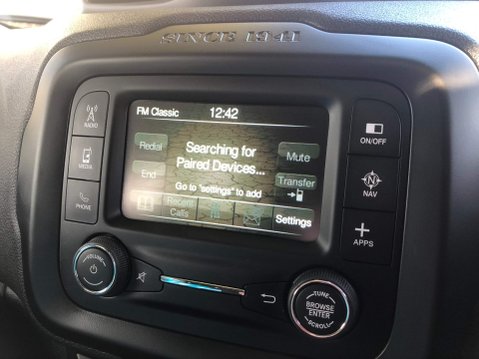 SINCE 1941
FM Classic 12:42
RADIO
MEDIA
PHONE
Redial
End
Searching for
Paired Devices...
Go to "settings" to add
Mute
Transfer
Recent
Calls
Settings
ON/OFF
N
NAV
APPS
VOLUME
TUNE
BROWSE
ENTER
SCROLL